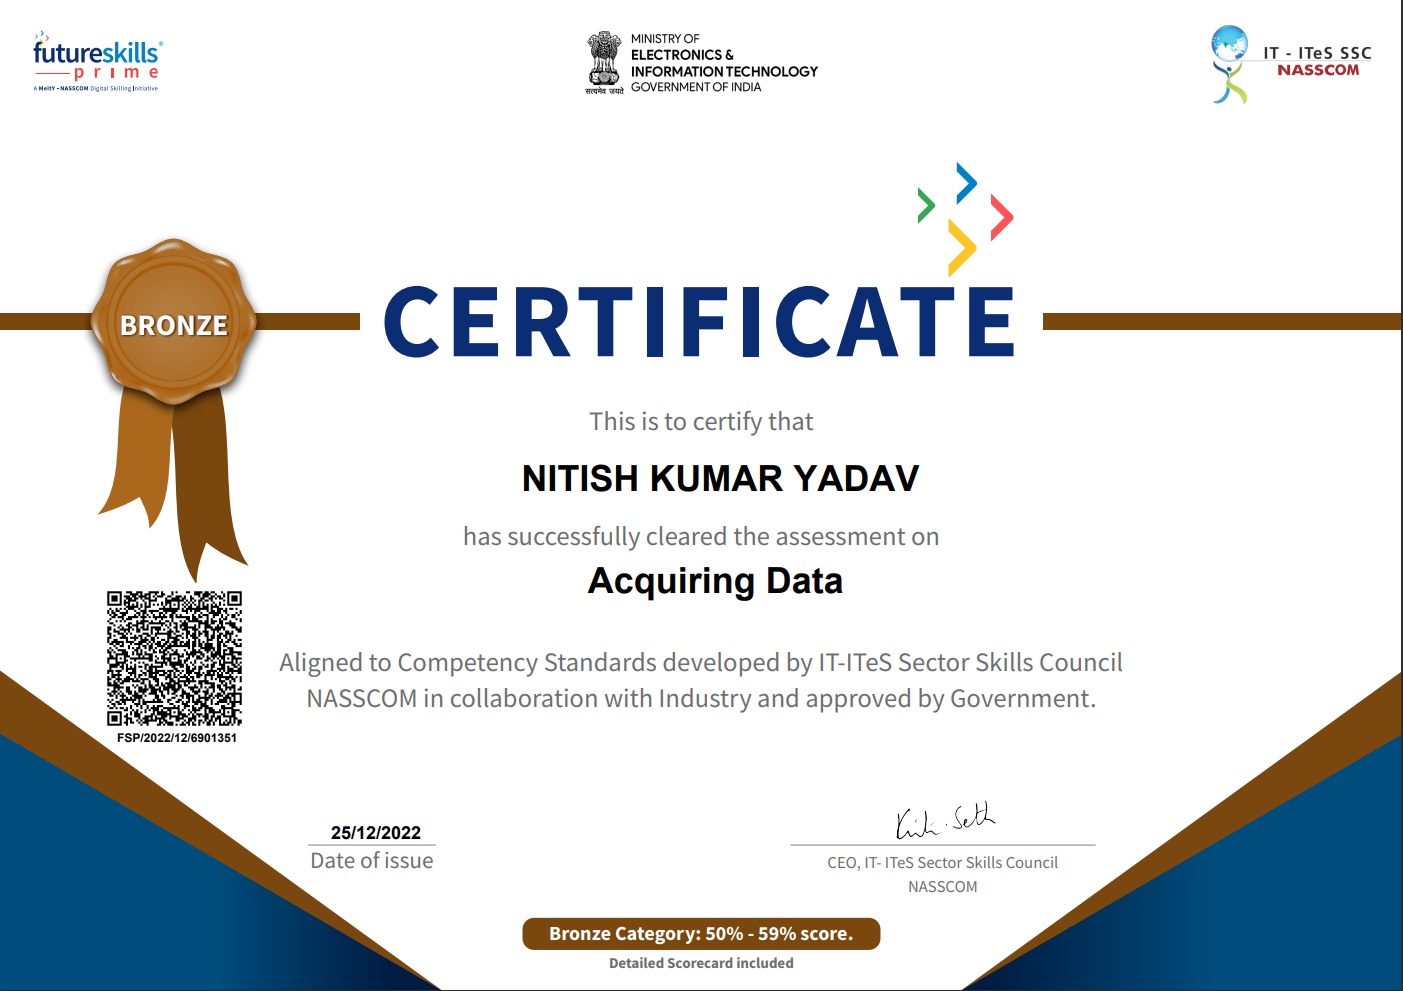 futureskills
prime
A MeitY - NASSCOM Digital Skilling Initiative
सत्यमेव जयते
MINISTRY OF
ELECTRONICS &
INFORMATION TECHNOLOGY
GOVERNMENT OF INDIA
IT - ITeS SSC
NASSCOM
BRONZE
CERTIFICATE
This is to certify that
NITISH KUMAR YADAV
has successfully cleared the assessment on
Acquiring Data
Aligned to Competency Standards developed by IT-ITeS Sector Skills Council
NASSCOM in collaboration with Industry and approved by Government.
FSP/2022/12/6901351
25/12/2022
Date of issue
CEO, IT- ITeS Sector Skills Council
NASSCOM
Bronze Category: 50% - 59% score.
Detailed Scorecard included